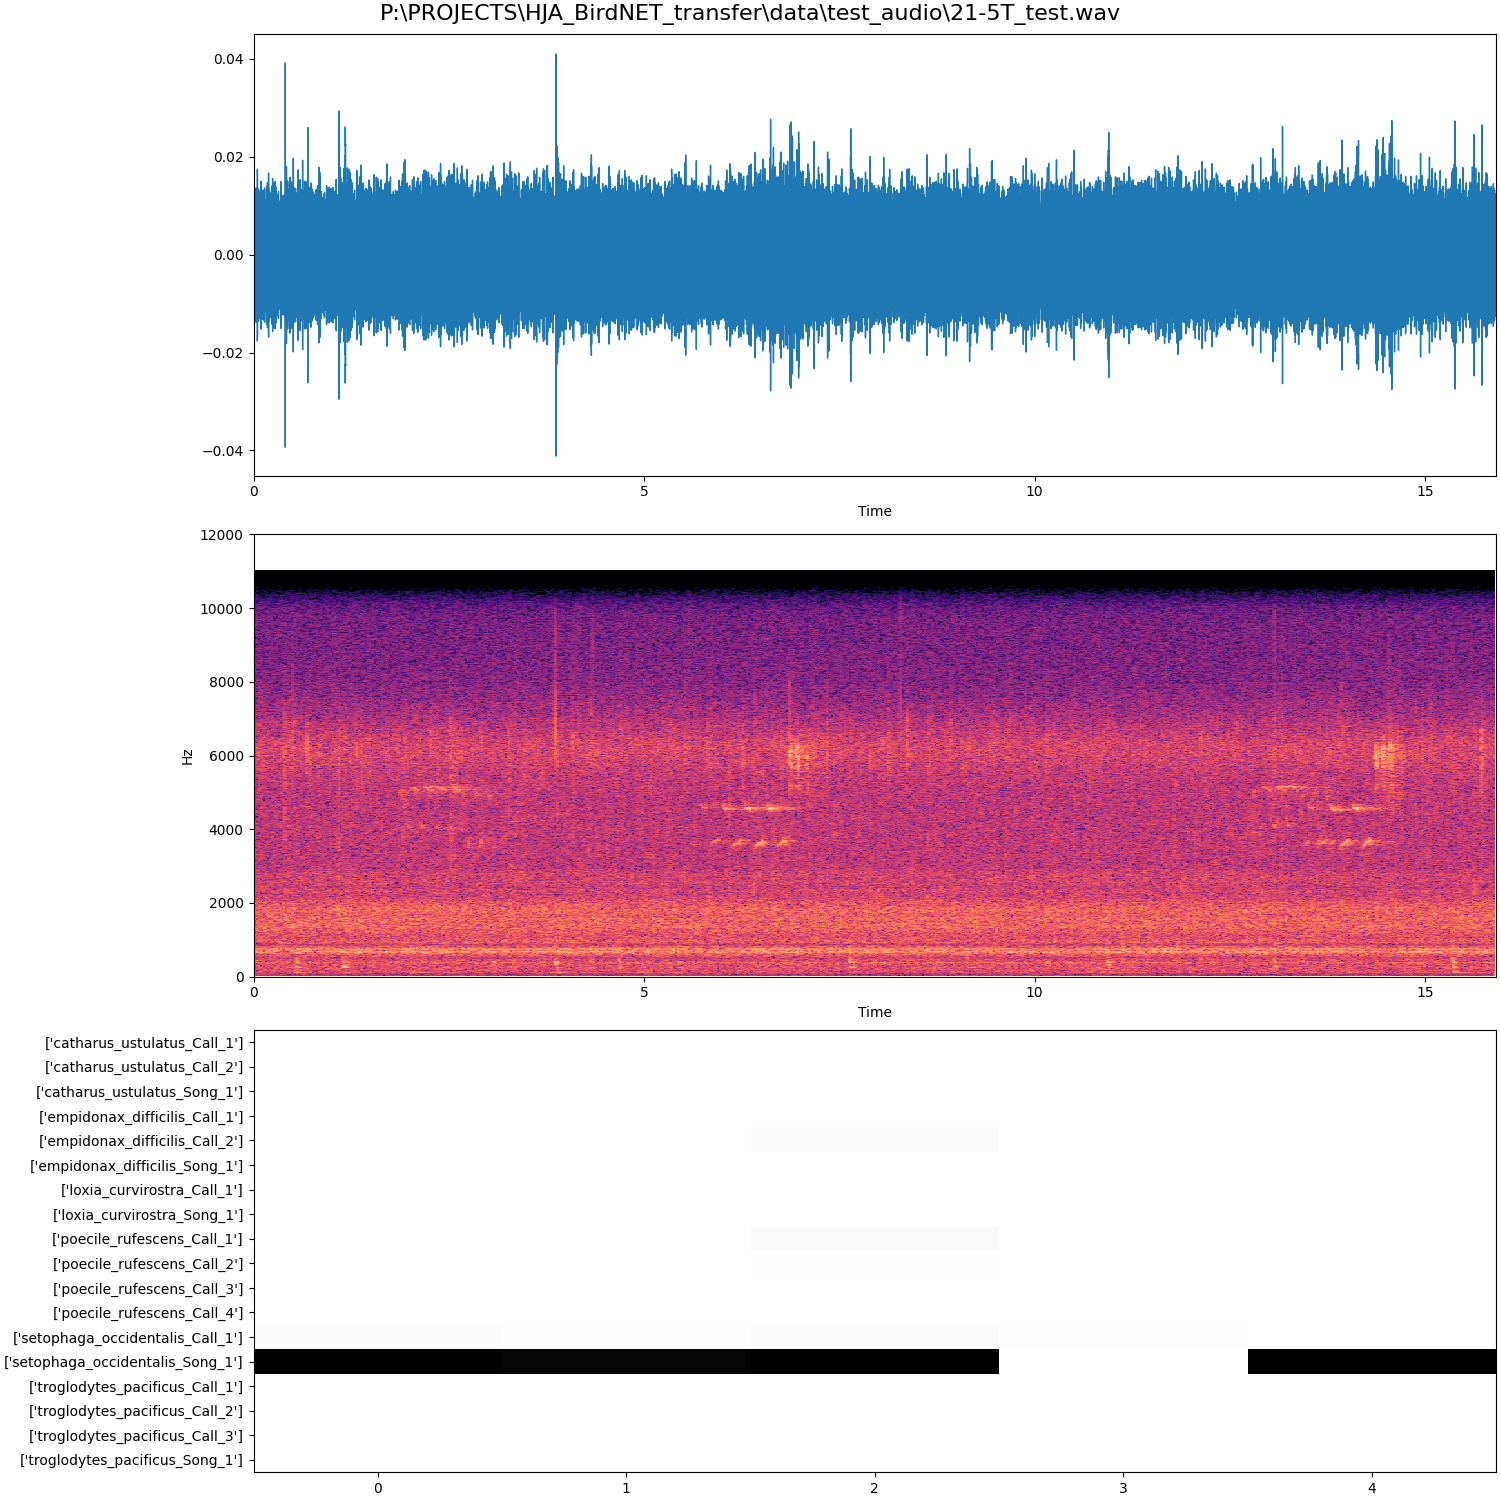 P:\PROJECTS\HJA_BirdNET_transfer\data\test_audio\21-5T_test.wav
0.04
0.02
0.00
−0.02
−0.04
0 5 10 15
Time
12000
10000
8000
6000
4000
2000
0
Hz
0 5 10 15
Time
['catharus_ustulatus_Call_1']
['catharus_ustulatus_Call_2']
['catharus_ustulatus_Song_1']
['empidonax_difficilis_Call_1']
['empidonax_difficilis_Call_2']
['empidonax_difficilis_Song_1']
['loxia_curvirostra_Call_1']
['loxia_curvirostra_Song_1']
['poecile_rufescens_Call_1']
['poecile_rufescens_Call_2']
['poecile_rufescens_Call_3']
['poecile_rufescens_Call_4']
['setophaga_occidentalis_Call_1']
['setophaga_occidentalis_Song_1']
['troglodytes_pacificus_Call_1']
['troglodytes_pacificus_Call_2']
['troglodytes_pacificus_Call_3']
['troglodytes_pacificus_Song_1']
0 1 2 3 4